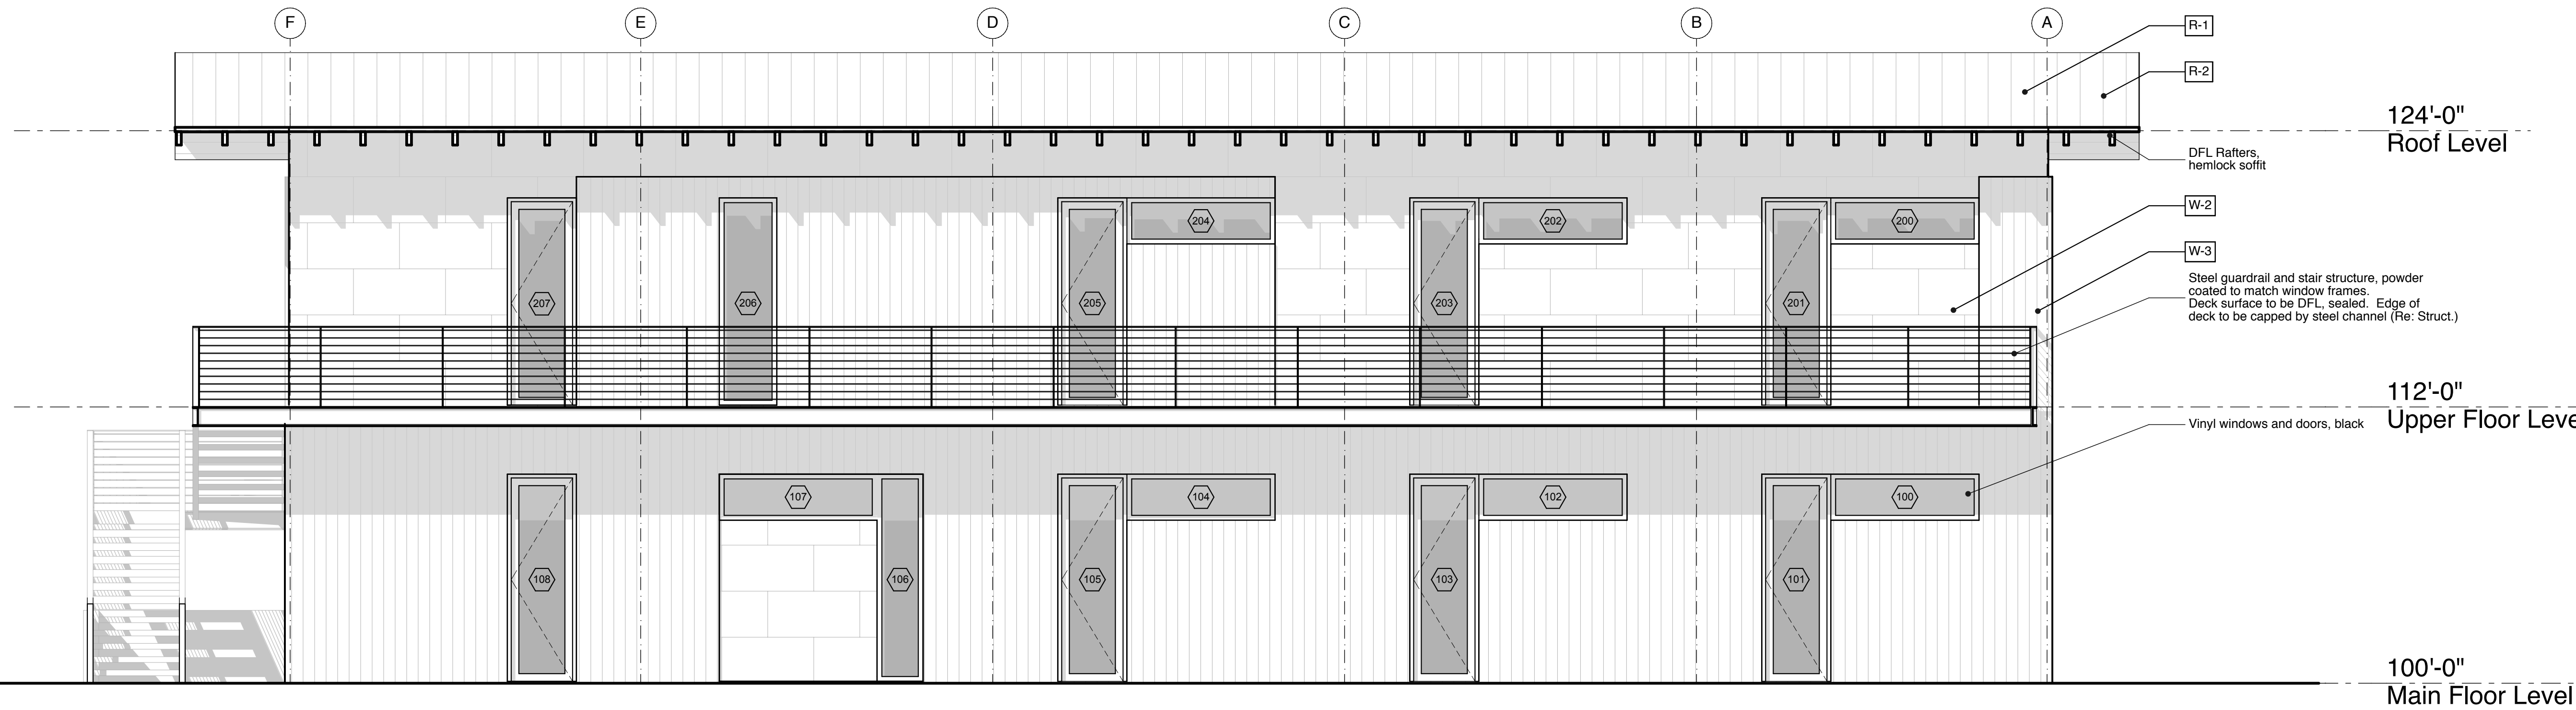 F
E
D
C
B
A
R-1
R-2
124'-0"
Roof Level
DFL Rafters,
hemlock soffit
W-2
W-3
204
202
200
207
206
205
203
201
Steel guardrail and stair structure, powder
coated to match window frames.
Deck surface to be DFL, sealed. Edge of
deck to be capped by steel channel (Re: Struct.)
112'-0"
Upper Floor Leve
Vinyl windows and doors, black
107
104
102
100
108
106
105
103
101
100'-0"
Main Floor Level